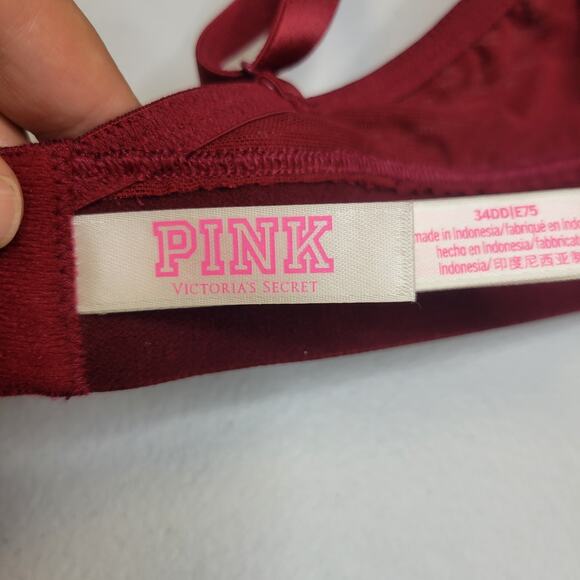 PINK
VICTORIA'S SECRET
34DD|E75
made in Indonesia/fabriqué en
hecho en Indonesia/
Indonesia/印度尼西亚